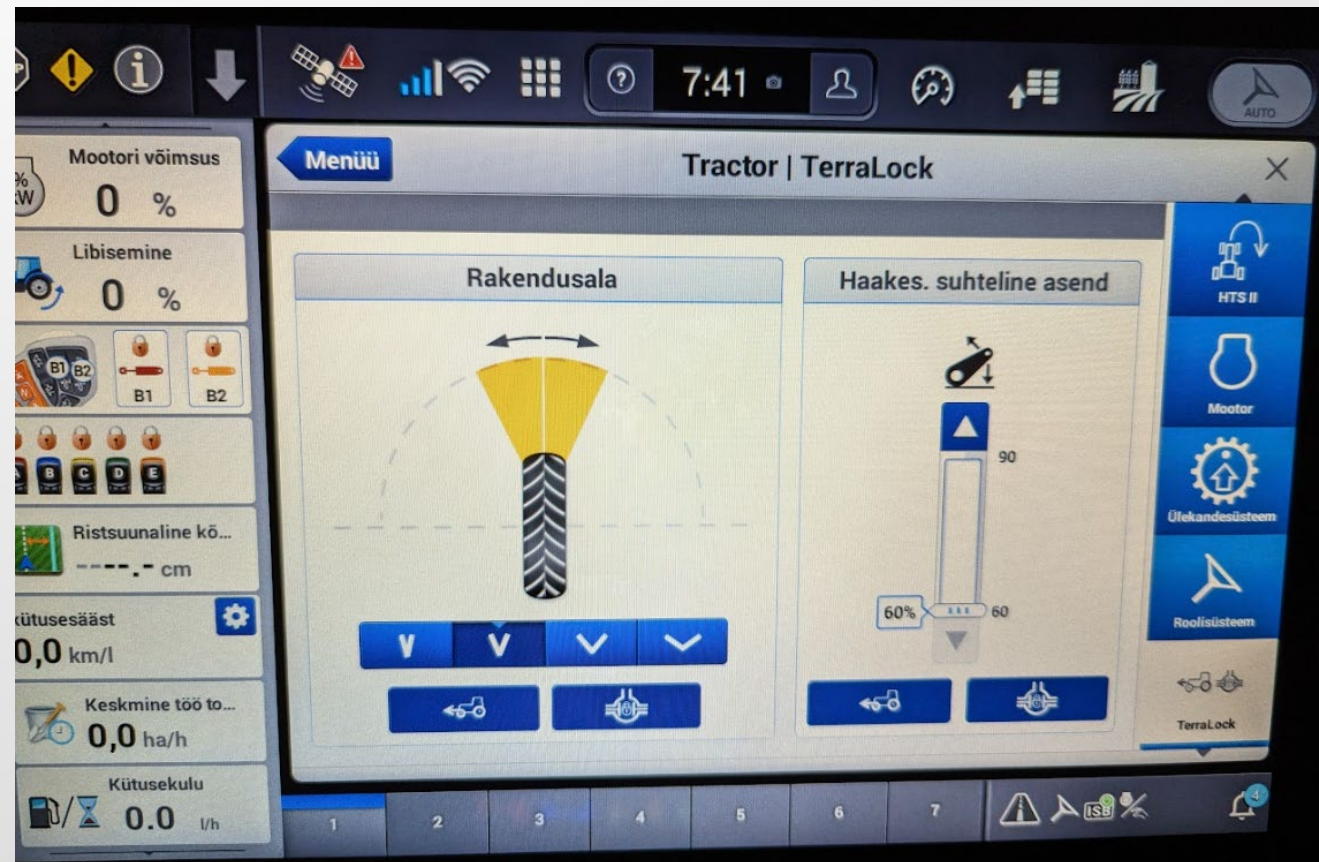 7:41
AUTO
Mootori võimsus
0 %
Libisemine
0 %
B1 B2
B1 B2
B C D E
Ristsuunaline kõ...
----.- cm
0,0 km/l
Keskmine töö to...
0,0 ha/h
Kütusekulu
0.0 l/h
Menüü
Tractor | TerraLock
Rakendusala
Haakes. suhteline asend
90
60%
60
HTS II
Mootor
Ülekandesüsteem
Roolisüsteem
TerraLock
1 2 3 4 5 6 7
ISB
4